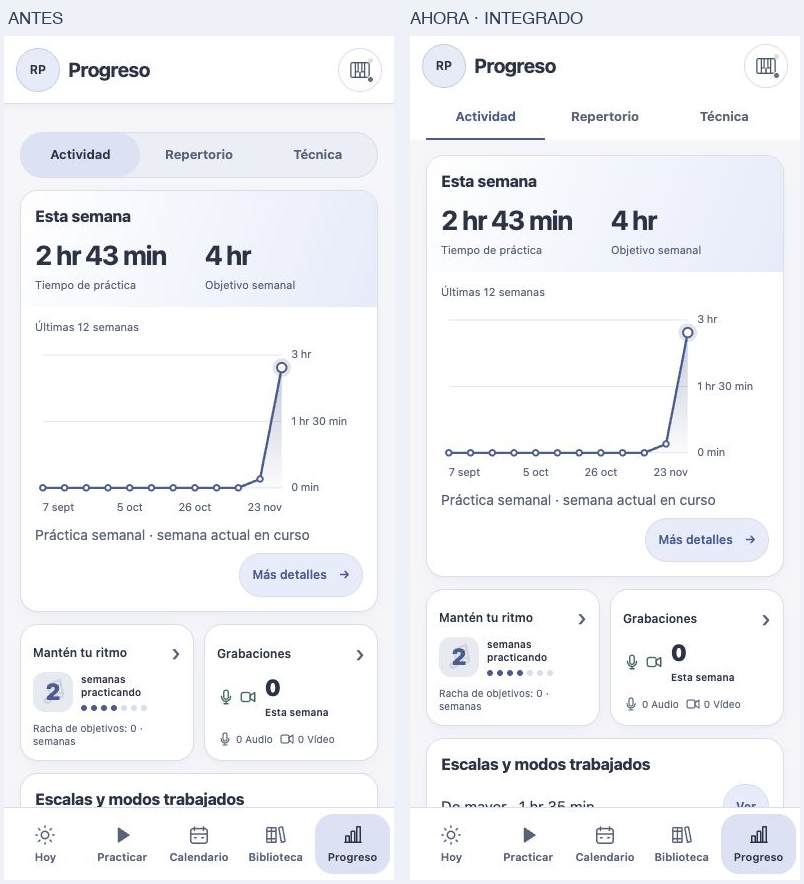 ANTES
RP Progreso
Actividad Repertorio Técnica
Esta semana
2 hr 43 min 4 hr
Tiempo de práctica Objetivo semanal
Últimas 12 semanas
3 hr
1 hr 30 min
0 min
7 sept 5 oct 26 oct 23 nov
Práctica semanal · semana actual en curso
Más detalles →
Mantén tu ritmo
2 semanas
practicando
Racha de objetivos: 0 ·
semanas
Grabaciones
0
Esta semana
0 Audio 0 Vídeo
Escalas y modos trabajados
Hoy Practicar Calendario Biblioteca Progreso
AHORA · INTEGRADO
RP Progreso
Actividad Repertorio Técnica
Esta semana
2 hr 43 min 4 hr
Tiempo de práctica Objetivo semanal
Últimas 12 semanas
3 hr
1 hr 30 min
0 min
7 sept 5 oct 26 oct 23 nov
Práctica semanal · semana actual en curso
Más detalles →
Mantén tu ritmo
2 semanas
practicando
Racha de objetivos: 0 ·
semanas
Grabaciones
0
Esta semana
0 Audio 0 Vídeo
Escalas y modos trabajados
Do mayor · 1 hr 35 min Ver
Hoy Practicar Calendario Biblioteca Progreso